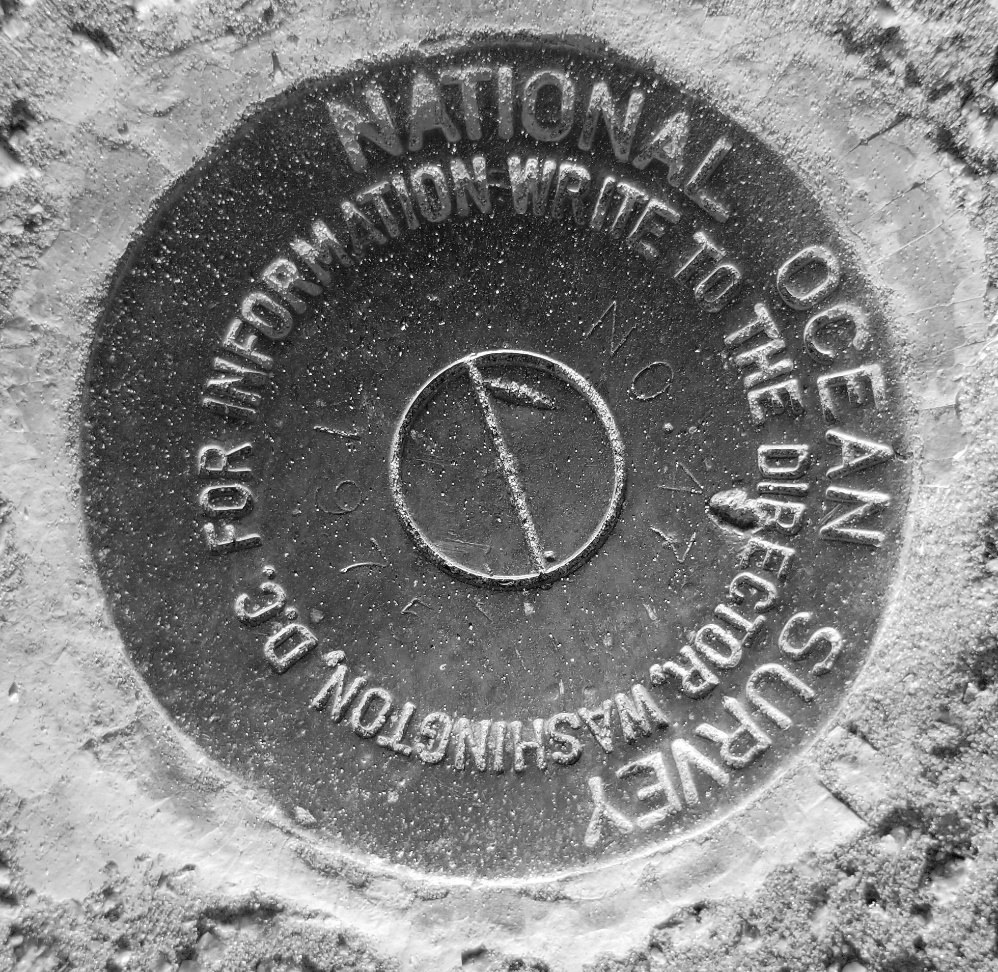 NATIONAL OCEAN SURVEY
FOR INFORMATION WRITE TO THE DIRECTOR, WASHINGTON, D.C.
NO.